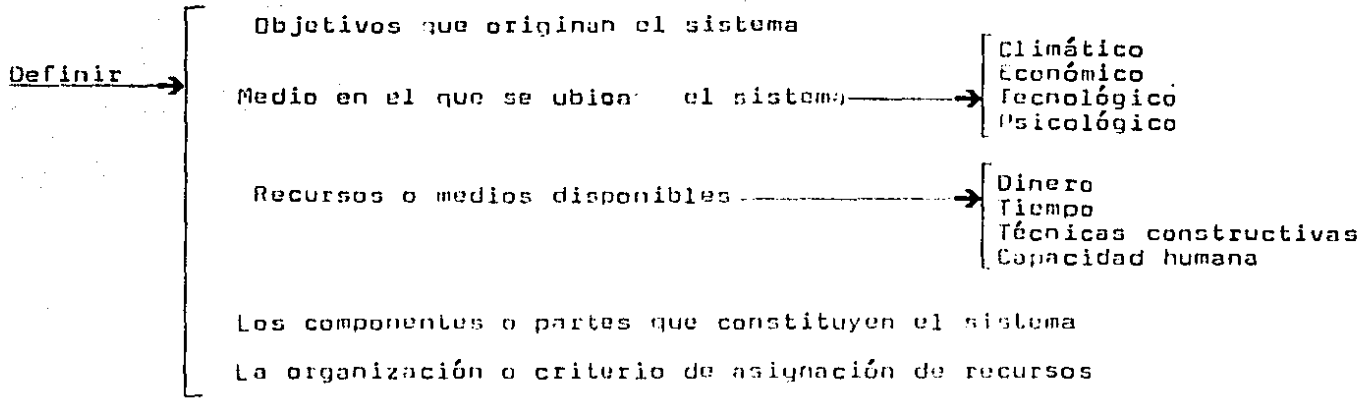 Objetivos que originan el sistema
Definir
Medio en el que se ubica el sistema
Climático
Económico
Tecnológico
Psicológico
Recursos o medios disponibles
Dinero
Tiempo
Técnicas constructivas
Capacidad humana
Los componentes o partes que constituyen el sistema
La organización o criterio de asignación de recursos